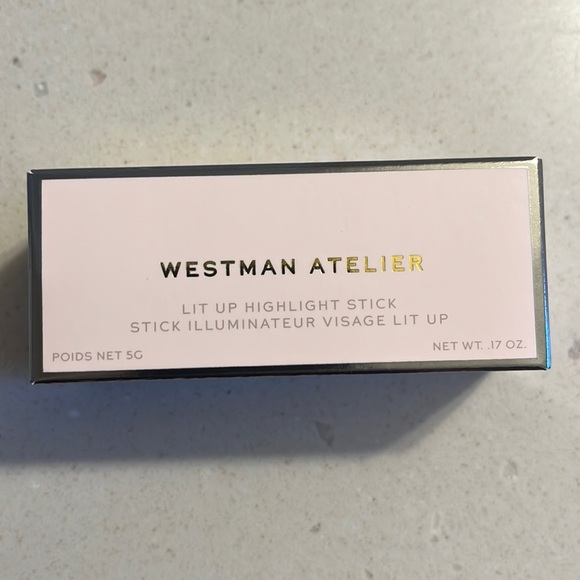 WESTMAN ATELIER
LIT UP HIGHLIGHT STICK
STICK ILLUMINATEUR VISAGE LIT UP
POIDS NET 5G
NET WT. .17 OZ.